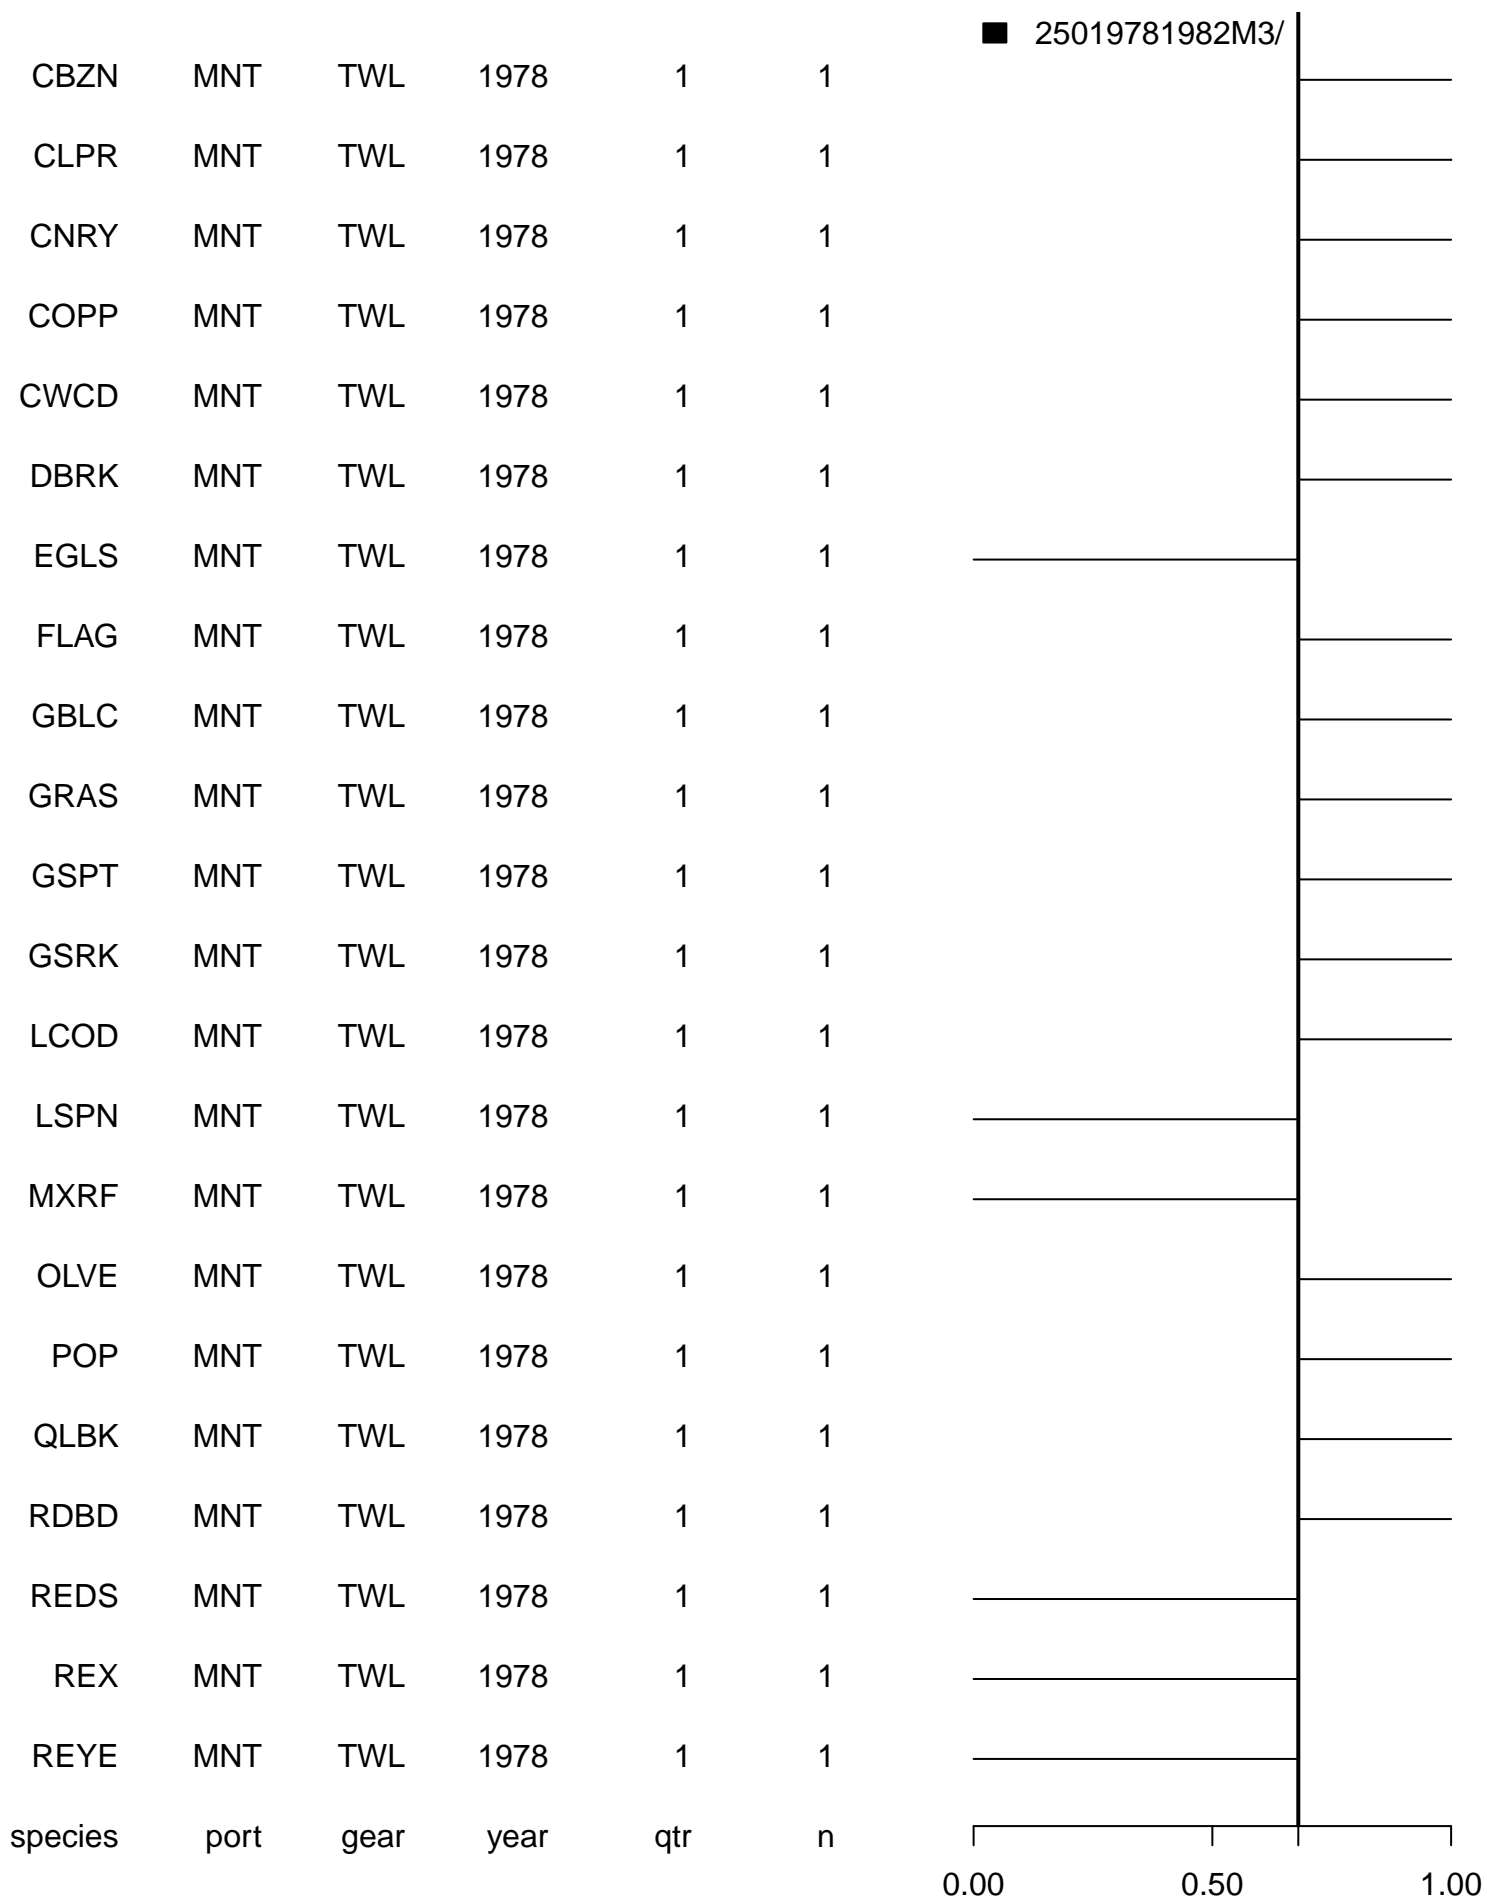 25019781982M3/
CBZN MNT TWL 1978 1 1
CLPR MNT TWL 1978 1 1
CNRY MNT TWL 1978 1 1
COPP MNT TWL 1978 1 1
CWCD MNT TWL 1978 1 1
DBRK MNT TWL 1978 1 1
EGLS MNT TWL 1978 1 1
FLAG MNT TWL 1978 1 1
GBLC MNT TWL 1978 1 1
GRAS MNT TWL 1978 1 1
GSPT MNT TWL 1978 1 1
GSRK MNT TWL 1978 1 1
LCOD MNT TWL 1978 1 1
LSPN MNT TWL 1978 1 1
MXRF MNT TWL 1978 1 1
OLVE MNT TWL 1978 1 1
POP MNT TWL 1978 1 1
QLBK MNT TWL 1978 1 1
RDBD MNT TWL 1978 1 1
REDS MNT TWL 1978 1 1
REX MNT TWL 1978 1 1
REYE MNT TWL 1978 1 1
species port gear year qtr n
0.00 0.50 1.00